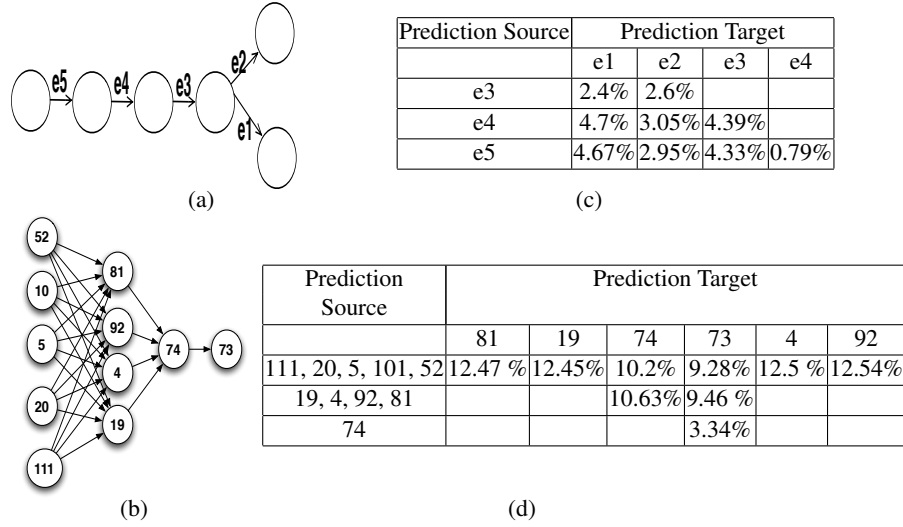 e5
e4
e3
e2
e1
(a)
Prediction Source Prediction Target
e1 e2 e3 e4
e3 2.4% 2.6%
e4 4.7% 3.05% 4.39%
e5 4.67% 2.95% 4.33% 0.79%
(c)
52
10
5
20
111
81
92
4
19
74
73
(b)
Prediction Prediction Target
Source
81 19 74 73 4 92
111, 20, 5, 101, 52 12.47 % 12.45% 10.2% 9.28% 12.5 % 12.54%
19, 4, 92, 81 10.63% 9.46 %
74 3.34%
(d)